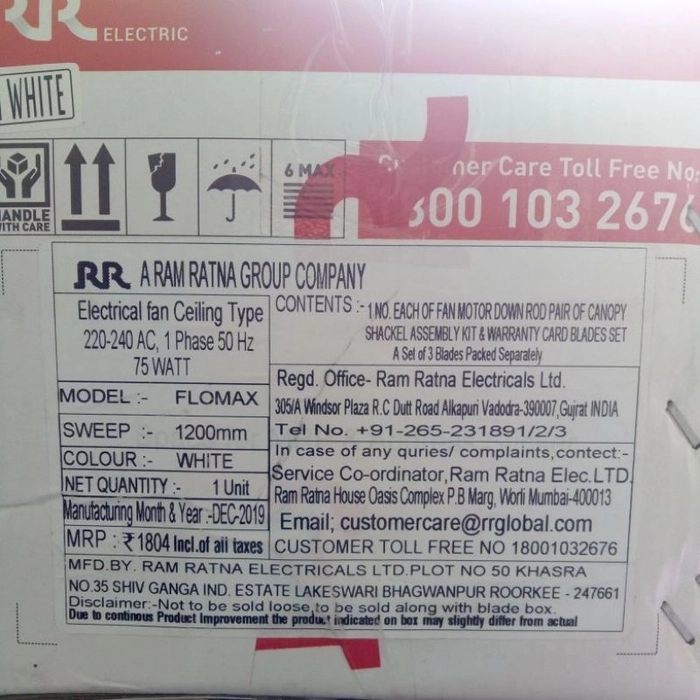 RR ELECTRIC
WHITE
HANDLE
WITH CARE
6 MAX
Customer Care Toll Free No:
800 103 2676
RR A RAM RATNA GROUP COMPANY
Electrical fan Ceiling Type
220-240 AC, 1 Phase 50 Hz
75 WATT
MODEL :- FLOMAX
SWEEP :- 1200mm
COLOUR :- WHITE
NET QUANTITY :- 1 Unit
Manufacturing Month & Year :-DEC-2019
MRP : ₹1804 Incl.of all taxes
CONTENTS :- 1 NO. EACH OF FAN MOTOR DOWN ROD PAIR OF CANOPY
SHACKEL ASSEMBLY KIT & WARRANTY CARD BLADES SET
A Set of 3 Blades Packed Separately
Regd. Office- Ram Ratna Electricals Ltd.
305/A Windsor Plaza R.C Dutt Road Alkapuri Vadodra-390007,Gujrat INDIA
Tel No. +91-265-231891/2/3
In case of any quries/ complaints,contect:-
Service Co-ordinator,Ram Ratna Elec.LTD.
Ram Ratna House Oasis Complex P.B Marg, Worli Mumbai-400013
Email; customercare@rrglobal.com
CUSTOMER TOLL FREE NO 18001032676
MFD.BY. RAM RATNA ELECTRICALS LTD.PLOT NO 50 KHASRA
NO.35 SHIV GANGA IND. ESTATE LAKESWARI BHAGWANPUR ROORKEE - 247661
Disclaimer:-Not to be sold loose,to be sold along with blade box.
Due to continous Product Improvement the product indicated on box may slightly differ from actual